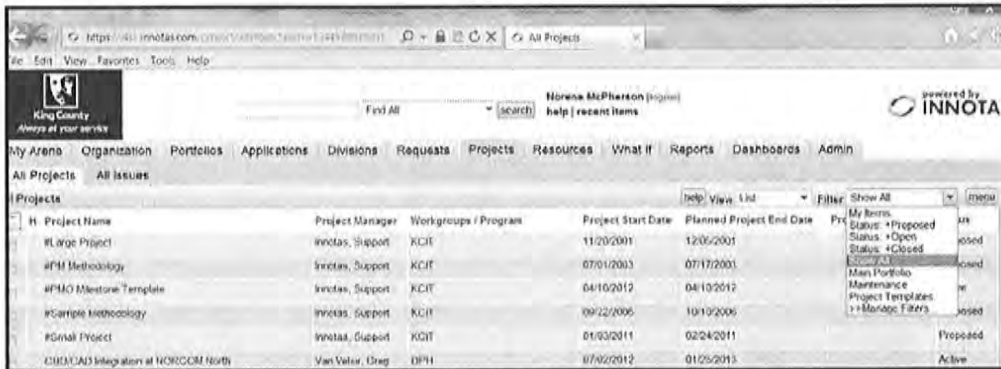 https:// innotas.com
All Projects
Edit View Favorites Tools Help
King County
Always at your service
Find All search
Norene McPherson
help | recent items
powered by
INNOTA
My Arena Organization Portfolios Applications Divisions Requests Projects Resources What If Reports Dashboards Admin
All Projects All Issues
Projects help View List Filter Show All menu
H Project Name Project Manager Workgroups / Program Project Start Date Planned Project End Date
My Items
Status: +Proposed
Status: +Open
Status: +Closed
Show All
Main Portfolio
Maintenance
Project Templates
>>Manage Filters
#Large Project Innotas, Support KCIT 11/20/2001 12/05/2001 osed
#PM Methodology Innotas, Support KCIT 07/01/2003 07/17/2003 osed
#PMO Milestone Template Innotas, Support KCIT 04/10/2012 04/10/2012
#Sample Methodology Innotas, Support KCIT 09/22/2006 10/10/2006 osed
#Small Project Innotas, Support KCIT 01/03/2011 02/24/2011 Proposed
Integration at NORCOM North Van Velsr, Greg DPH 07/02/2012 01/25/2013 Active